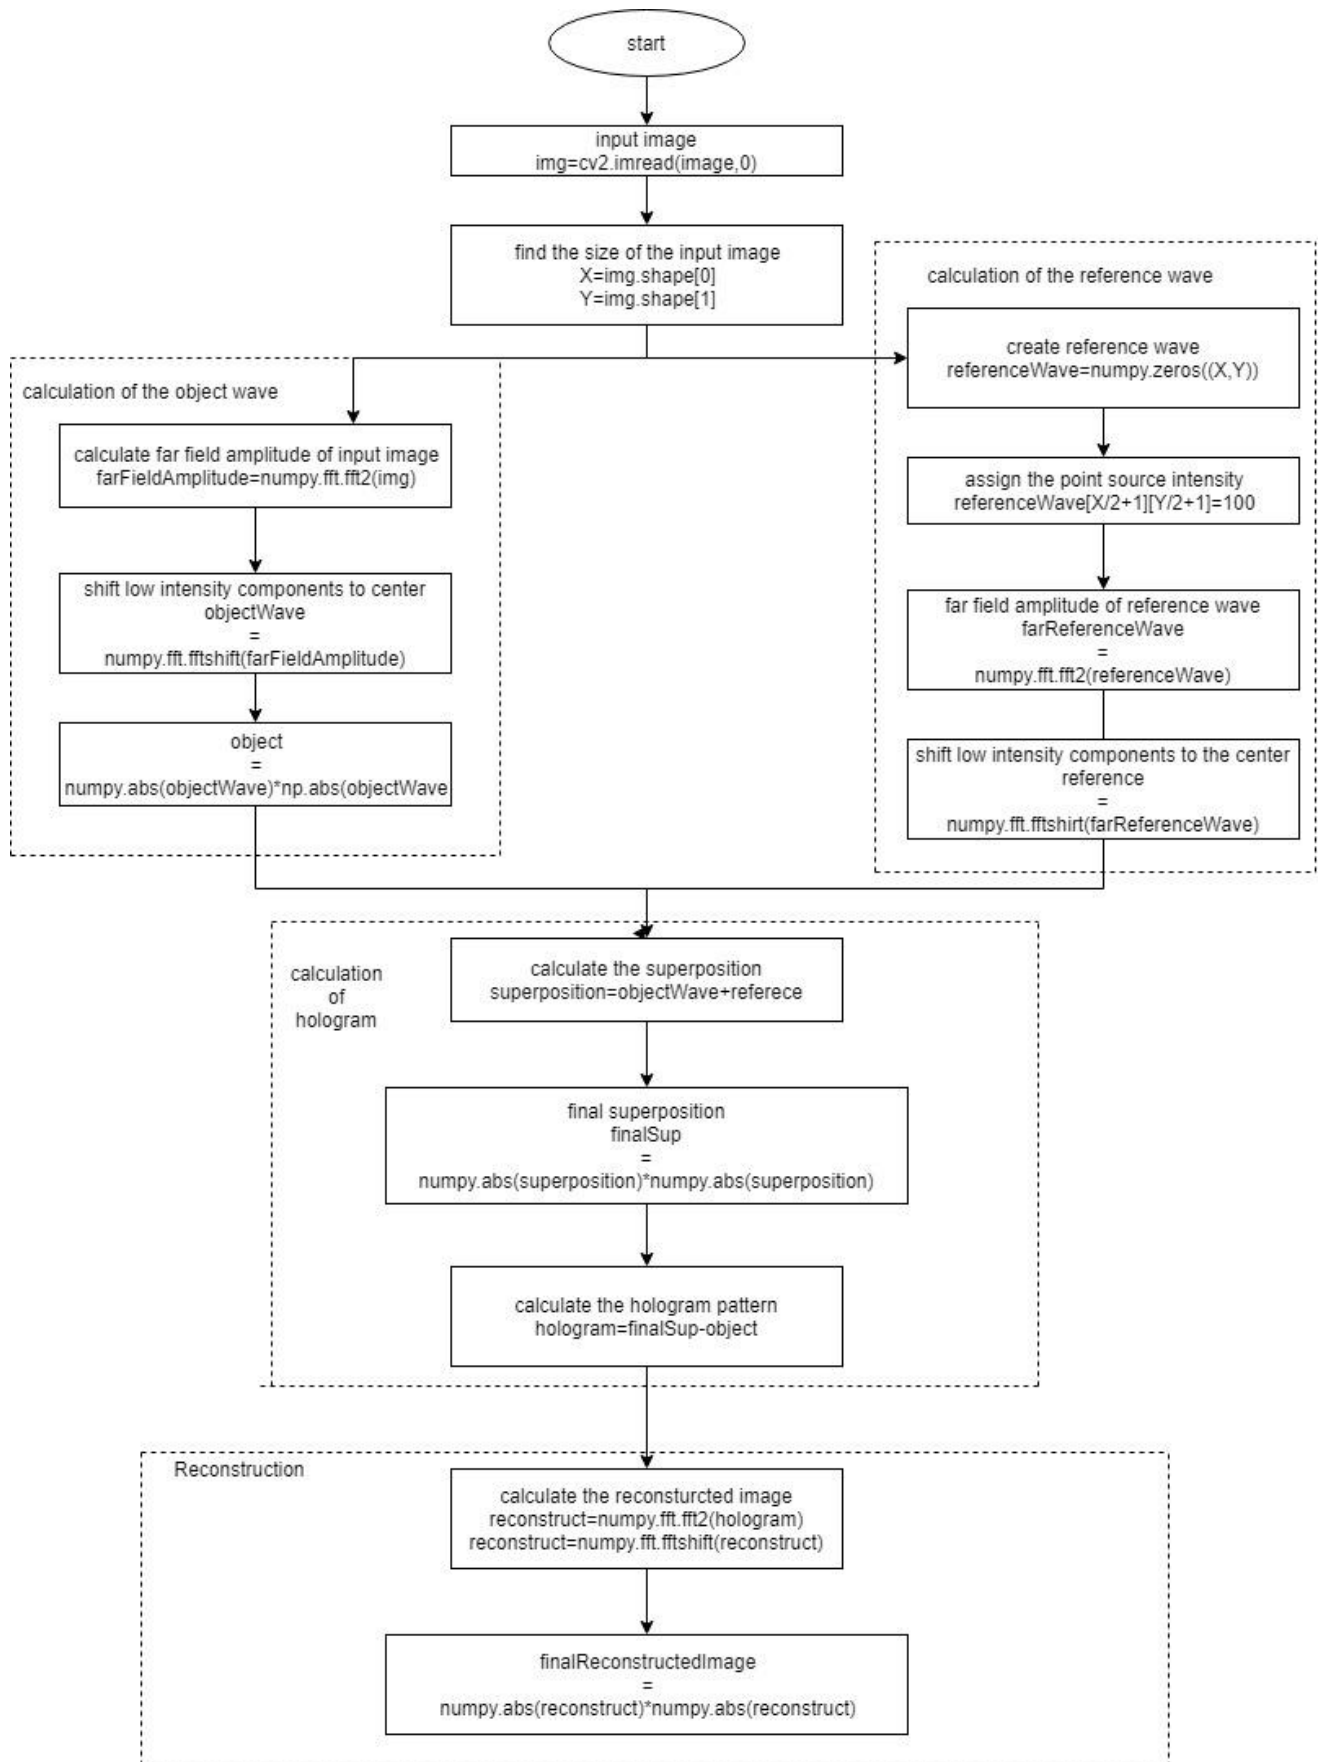 start
input image
img=cv2.imread(image,0)
find the size of the input image
X=img.shape[0]
Y=img.shape[1]
calculation of the object wave
calculate far field amplitude of input image
farFieldAmplitude=numpy.fft.fft2(img)
shift low intensity components to center
objectWave
=
numpy.fft.fftshift(farFieldAmplitude)
object
=
numpy.abs(objectWave)*np.abs(objectWave
calculation of the reference wave
create reference wave
referenceWave=numpy.zeros((X,Y))
assign the point source intensity
referenceWave[X/2+1][Y/2+1]=100
far field amplitude of reference wave
farReferenceWave
=
numpy.fft.fft2(referenceWave)
shift low intensity components to the center
reference
=
numpy.fft.fftshirt(farReferenceWave)
calculation
of
hologram
calculate the superposition
superposition=objectWave+referece
final superposition
finalSup
=
numpy.abs(superposition)*numpy.abs(superposition)
calculate the hologram pattern
hologram=finalSup-object
Reconstruction
calculate the reconsturcted image
reconstruct=numpy.fft.fft2(hologram)
reconstruct=numpy.fft.fftshift(reconstruct)
finalReconstructedImage
=
numpy.abs(reconstruct)*numpy.abs(reconstruct)